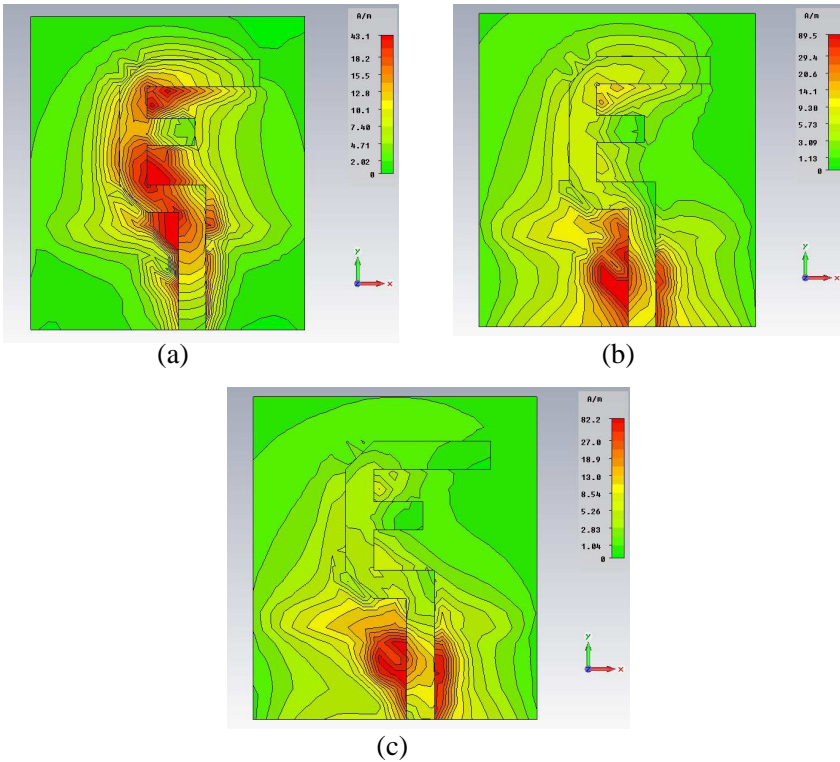 A/m
43.1
18.2
15.5
12.8
10.1
7.40
4.71
2.02
0
y
x
(a)
A/m
89.5
29.4
20.6
14.1
9.30
5.73
3.09
1.13
0
y
x
(b)
A/m
82.2
27.0
18.9
13.0
8.54
5.26
2.83
1.04
0
y
x
(c)